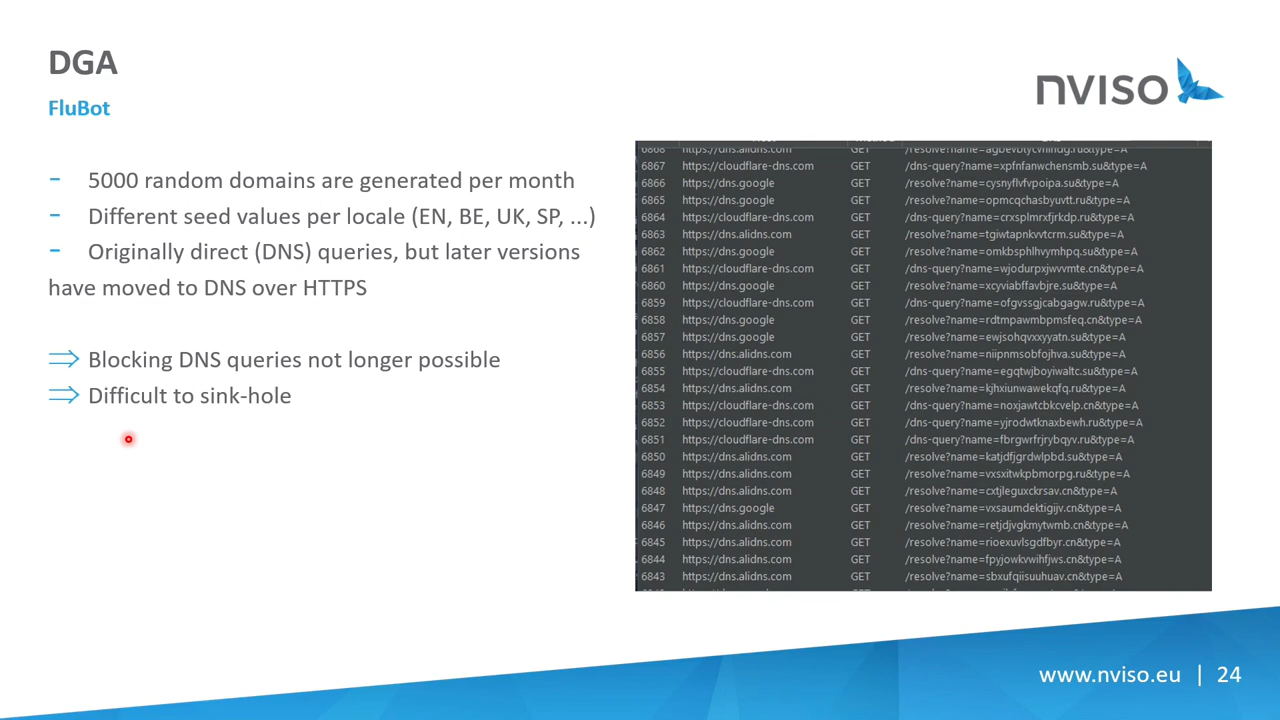 DGA
FluBot
nviso
- 5000 random domains are generated per month
- Different seed values per locale (EN, BE, UK, SP, ...)
- Originally direct (DNS) queries, but later versions
have moved to DNS over HTTPS
⇒ Blocking DNS queries not longer possible
⇒ Difficult to sink-hole
6867 https://cloudflare-dns.com GET /dns-query?name=xpfnfanwchensmb.su&type=A
6866 https://dns.google GET /resolve?name=cysnyflvfvpoipa.su&type=A
6865 https://dns.google GET /resolve?name=opmcqchasbyuvtt.ru&type=A
6864 https://cloudflare-dns.com GET /dns-query?name=crxsplmrxfjrkdp.ru&type=A
6863 https://dns.alidns.com GET /resolve?name=tgiwtapnkvvtcrm.su&type=A
6862 https://dns.google GET /resolve?name=omkbsphlhvymhpq.su&type=A
6861 https://cloudflare-dns.com GET /dns-query?name=wjodurpxjwvvmte.cn&type=A
6860 https://dns.google GET /resolve?name=xcyviabffavbjre.su&type=A
6859 https://cloudflare-dns.com GET /dns-query?name=ofgvssgjcabgagw.ru&type=A
6858 https://dns.google GET /resolve?name=rdtmpawmbpmsfeq.cn&type=A
6857 https://dns.google GET /resolve?name=ewjsohqvxxyyatn.su&type=A
6856 https://dns.alidns.com GET /resolve?name=niipnmsobfojhva.su&type=A
6855 https://cloudflare-dns.com GET /dns-query?name=egqtwjboyiwaltc.su&type=A
6854 https://dns.alidns.com GET /resolve?name=kjhxiunwawekqfq.ru&type=A
6853 https://cloudflare-dns.com GET /dns-query?name=noxjawtcbkcvelp.cn&type=A
6852 https://cloudflare-dns.com GET /dns-query?name=yjrodwtknaxbewh.ru&type=A
6851 https://cloudflare-dns.com GET /dns-query?name=fbrgwrfrjrybqyv.ru&type=A
6850 https://dns.alidns.com GET /resolve?name=katjdfjgrdwlpbd.su&type=A
6849 https://dns.alidns.com GET /resolve?name=vxsxitwkpbmorpg.ru&type=A
6848 https://dns.alidns.com GET /resolve?name=cxtjleguxckrsav.cn&type=A
6847 https://dns.google GET /resolve?name=vxsaumdektigijv.cn&type=A
6846 https://dns.alidns.com GET /resolve?name=retjdjvgkmytwmb.cn&type=A
6845 https://dns.alidns.com GET /resolve?name=rioexuvlsgdfbyr.cn&type=A
6844 https://dns.alidns.com GET /resolve?name=fpyjowkvwihfjws.cn&type=A
6843 https://dns.alidns.com GET /resolve?name=sbxufqiisuuhuav.cn&type=A
www.nviso.eu | 24